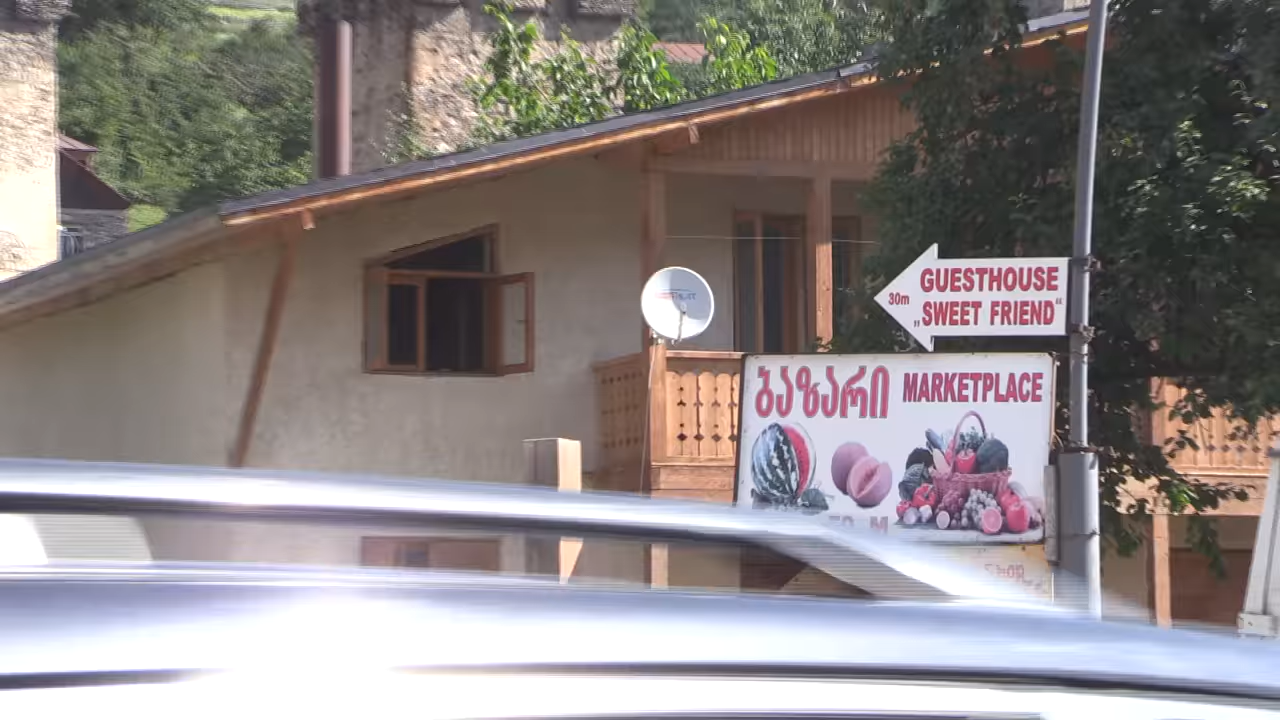 GUESTHOUSE
30m
„SWEET FRIEND“
ბაზარი MARKETPLACE